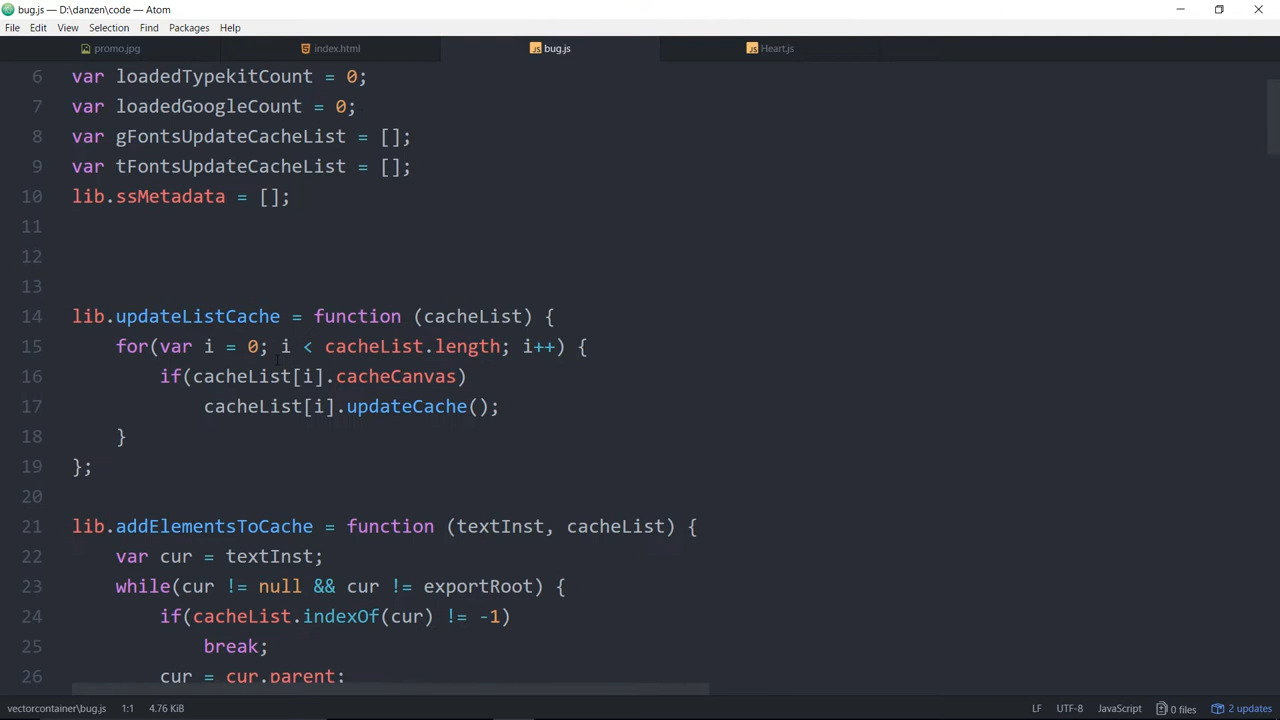 bug.js — D:\danzen\code — Atom
File Edit View Selection Find Packages Help
promo.jpg index.html JS bug.js JS Heart.js
6 var loadedTypekitCount = 0;
7 var loadedGoogleCount = 0;
8 var gFontsUpdateCacheList = [];
9 var tFontsUpdateCacheList = [];
10 lib.ssMetadata = [];
11
12
13
14 lib.updateListCache = function (cacheList) {
15 for(var i = 0; i < cacheList.length; i++) {
16 if(cacheList[i].cacheCanvas)
17 cacheList[i].updateCache();
18 }
19 };
20
21 lib.addElementsToCache = function (textInst, cacheList) {
22 var cur = textInst;
23 while(cur != null && cur != exportRoot) {
24 if(cacheList.indexOf(cur) != -1)
25 break;
26 cur = cur.parent;
vectorcontainer\bug.js 1:1 4.76 KiB LF UTF-8 JavaScript 0 files 2 updates